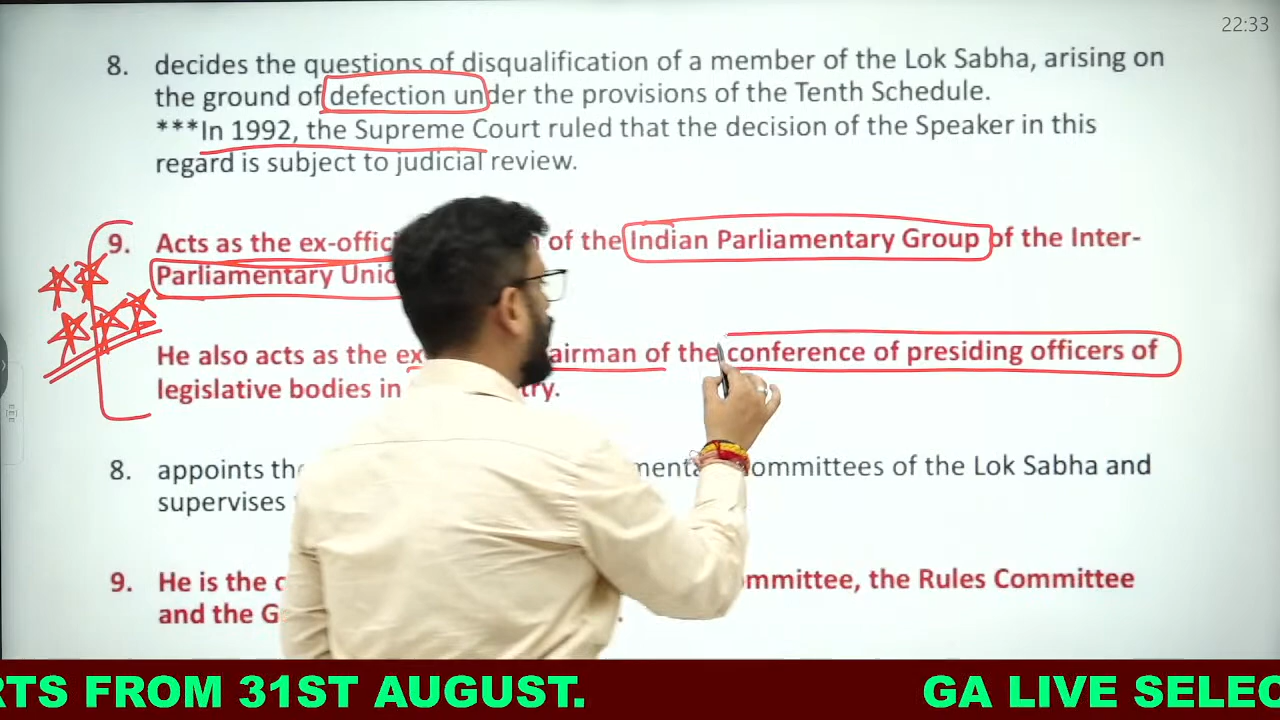 22:33
8. decides the questions of disqualification of a member of the Lok Sabha, arising on
the ground of defection under the provisions of the Tenth Schedule.
***In 1992, the Supreme Court ruled that the decision of the Speaker in this
regard is subject to judicial review.
9. Acts as the ex-offic of the Indian Parliamentary Group of the Inter-
Parliamentary Unio
He also acts as the ex airman of the conference of presiding officers of
legislative bodies in try.
8. appoints the ment ommittees of the Lok Sabha and
supervises
9. He is the c mmittee, the Rules Committee
and the G
RTS FROM 31ST AUGUST. GA LIVE SELEC